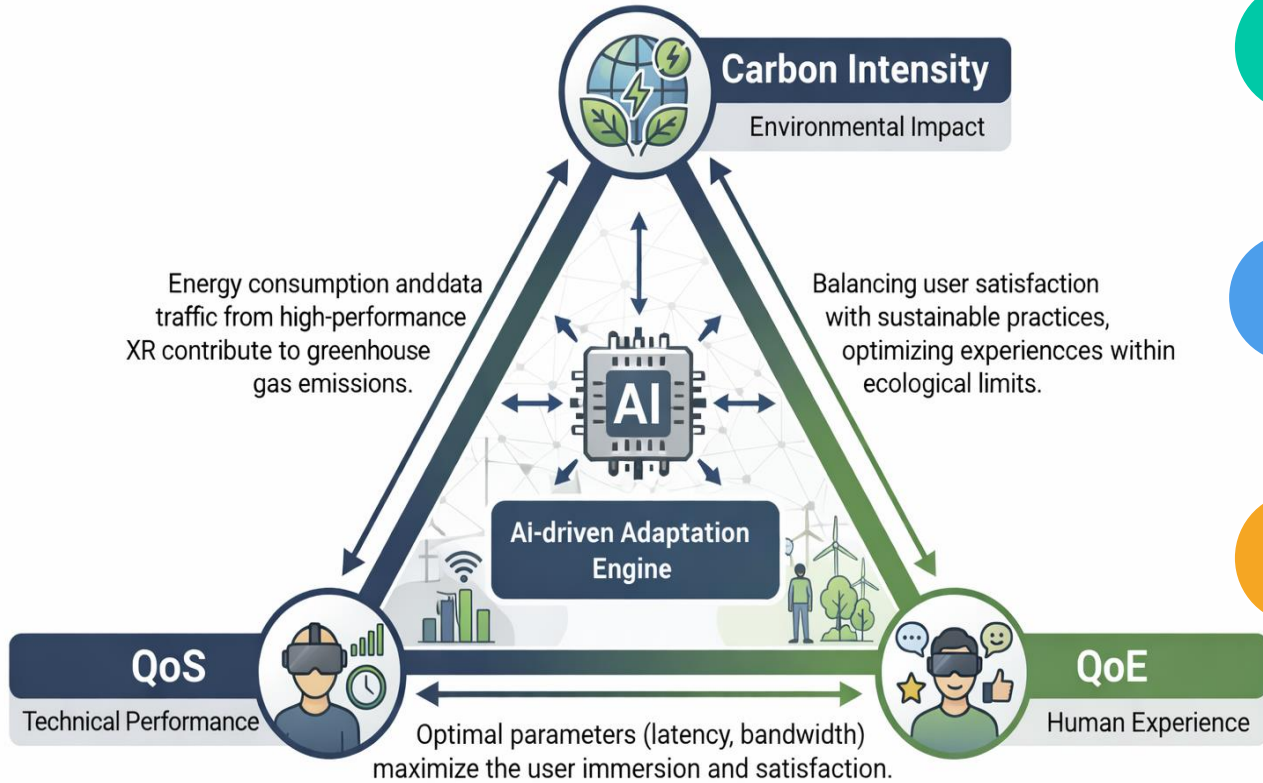 Carbon Intensity
Environmental Impact
Energy consumption anddata
traffic from high-performance
XR contribute to greenhouse
gas emissions.
Balancing user satisfaction
with sustainable practices,
optimizing experiencces within
ecological limits.
AI
Ai-driven Adaptation
Engine
QoS
Technical Performance
QoE
Human Experience
Optimal parameters (latency, bandwidth)
maximize the user immersion and satisfaction.